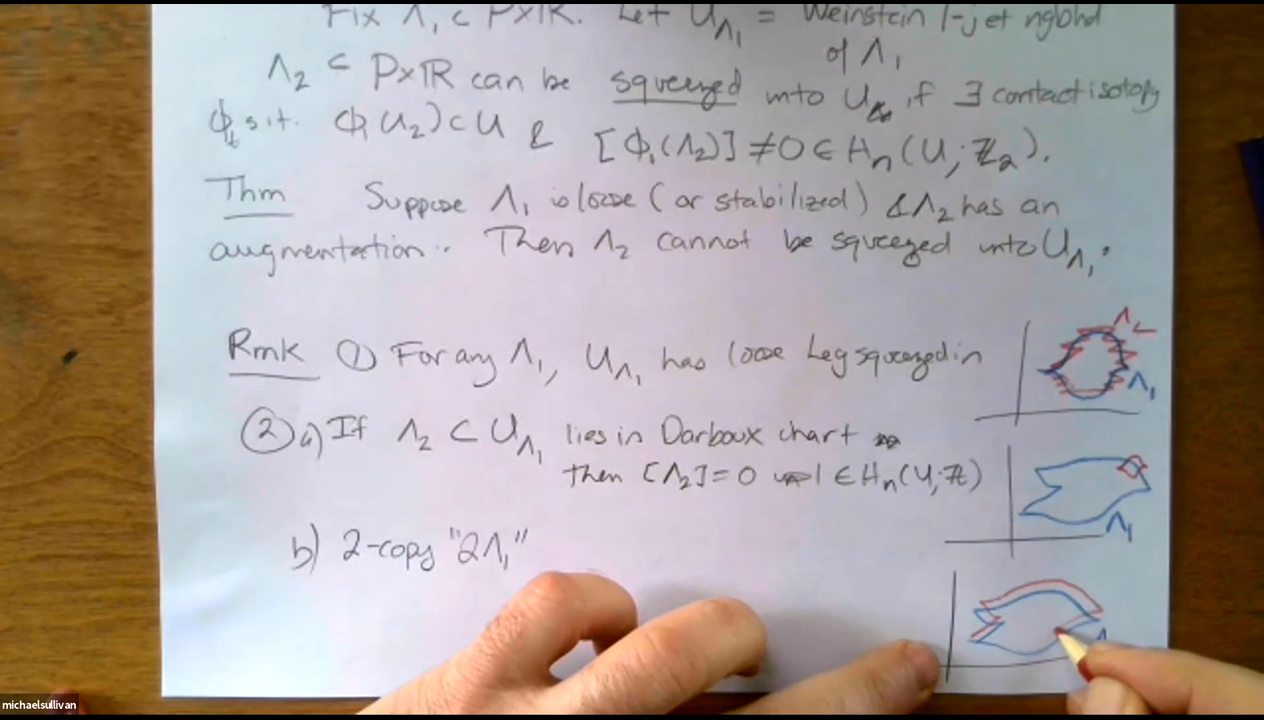 Fix Λ₁ ⊂ P×ℝ. Let U_Λ₁ = Weinstein 1-jet ngbhd
of Λ₁
Λ₂ ⊂ P×ℝ can be squeezed into U_Λ₁ if ∃ contact isotopy
ϕₜ s.t. ϕ₁(Λ₂) ⊂ U & [ϕ₁(Λ₂)] ≠ 0 ∈ Hₙ(U; ℤ₂).
Thm Suppose Λ₁ is loose (or stabilized) & Λ₂ has an
augmentation. Then Λ₂ cannot be squeezed into U_Λ₁.
Rmk ① For any Λ₁, U_Λ₁ has loose Leg squeezed in
Λ₂
Λ₁
② a) If Λ₂ ⊂ U_Λ₁ lies in Darboux chart
then [Λ₂] = 0 ∈ Hₙ(U; ℤ)
Λ₁
b) 2-copy "2Λ₁"
michaelsullivan